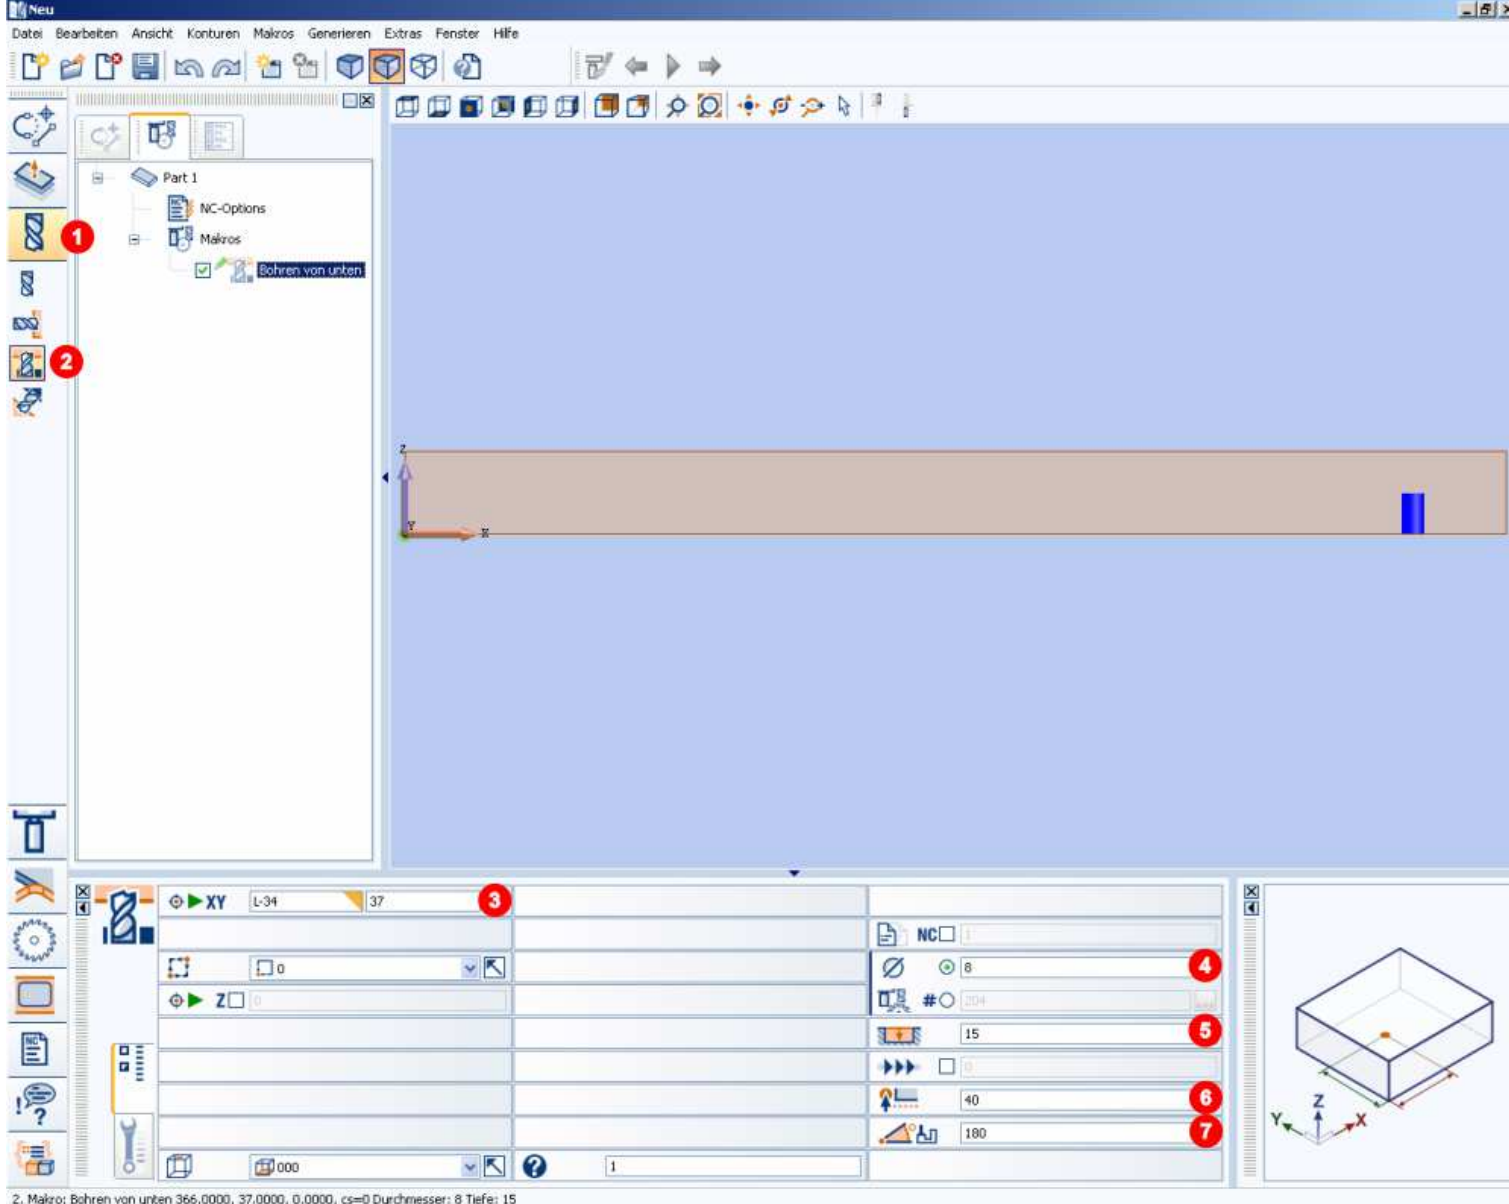 Neu
Datei Bearbeiten Ansicht Konturen Makros Generieren Extras Fenster Hilfe
Part 1
NC-Options
1
Makros
Bohren von unten
2
Z
Y
X
XY L-34 37 3
NC 1
0
8 4
Z 0
# 204
15 5
0
40 6
180 7
000
1
Z
Y
X
2. Makro: Bohren von unten 366.0000, 37.0000, 0.0000, cs=0 Durchmesser: 8 Tiefe: 15